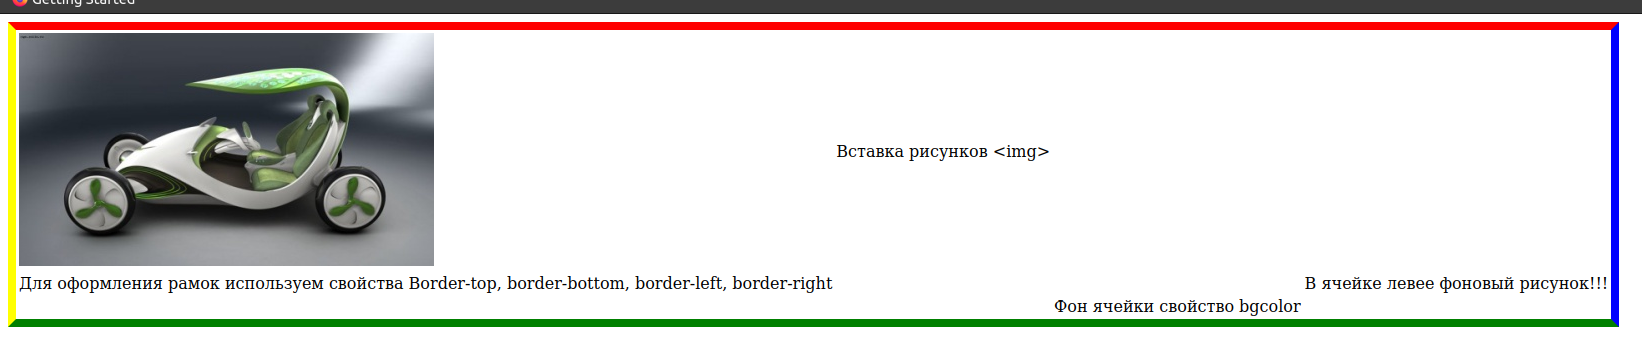 Getting Started
Вставка рисунков <img>
Для оформления рамок используем свойства Border-top, border-bottom, border-left, border-right
В ячейке левее фоновый рисунок!!!
Фон ячейки свойство bgcolor